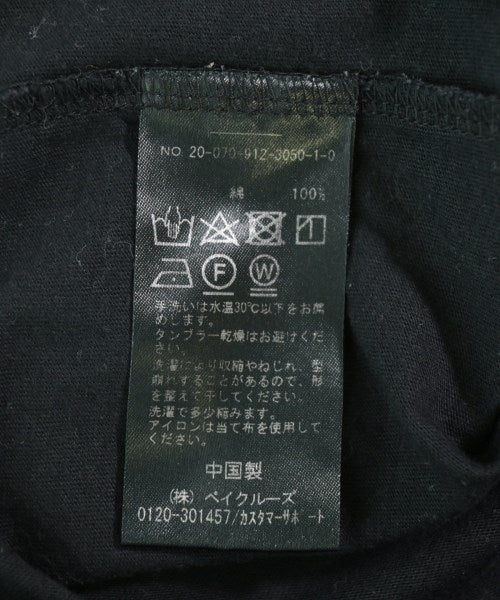 NO. 20-070-912-3050-1-0
綿 100%
F W
手洗いは水温30℃以下をお薦
めします。
タンブラー乾燥はお避けくださ
い。
洗濯により収縮やねじれ、型
崩れすることがあるので、形
を整えて干してください。
洗濯で多少縮みます。
アイロンは当て布を使用して
ください。
中国製
(株) ベイクルーズ
0120-301457/カスタマーサポート